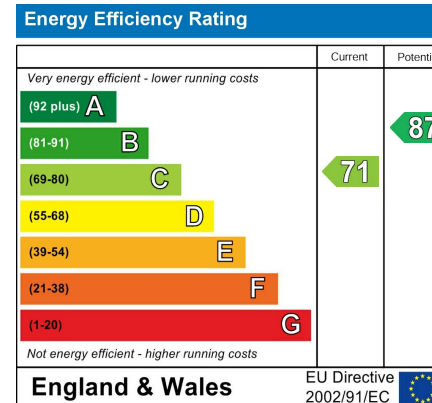 Energy Efficiency Rating
Current Potenti
Very energy efficient - lower running costs
(92 plus) A
(81-91) B
87
(69-80) C
71
(55-68) D
(39-54) E
(21-38) F
(1-20) G
Not energy efficient - higher running costs
England & Wales
EU Directive
2002/91/EC